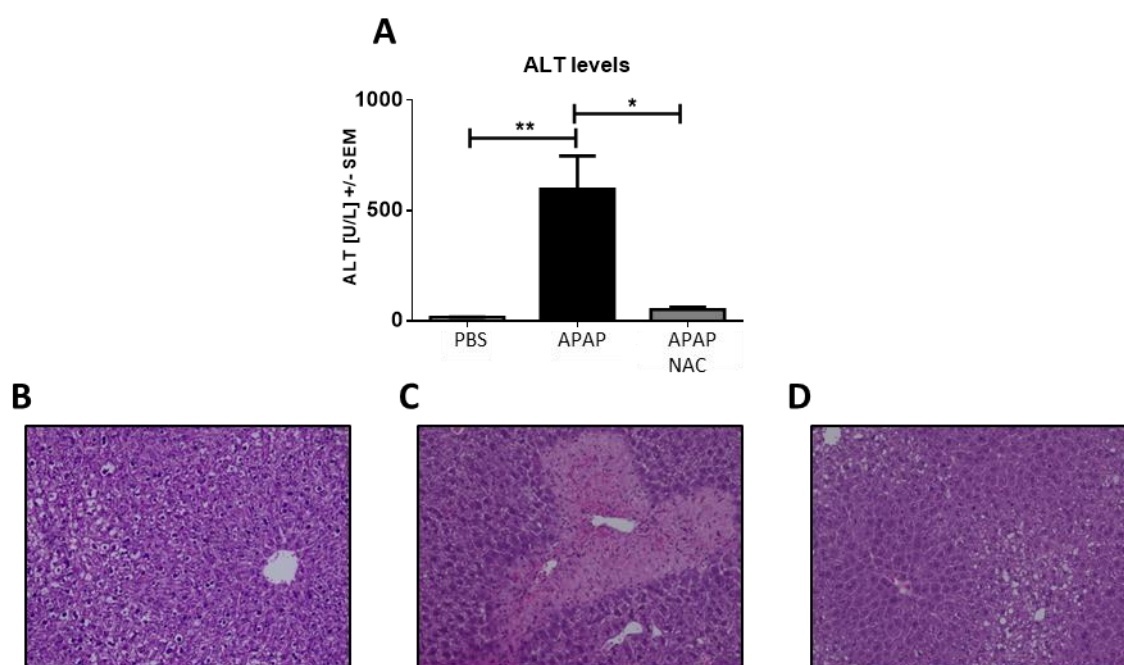 A
ALT levels
ALT [U/L] +/- SEM
1000
500
0
**
*
PBS
APAP
APAP
NAC
B
C
D